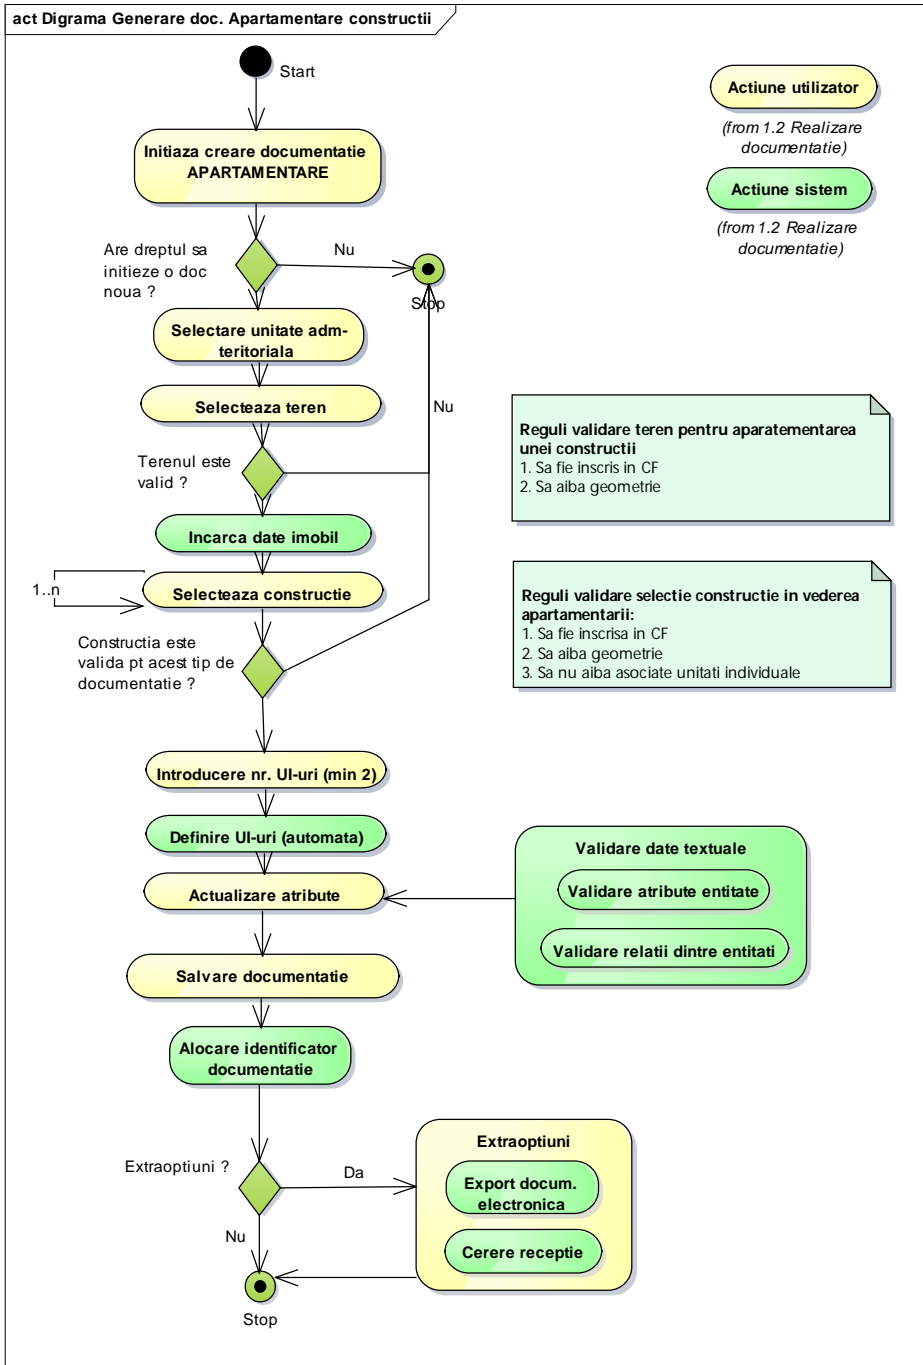 act Digrama Generare doc. Apartamentare constructii
Start
Actiune utilizator
(from 1.2 Realizare
documentatie)
Actiune sistem
(from 1.2 Realizare
documentatie)
Initiaza creare documentatie
APARTAMENTARE
Are dreptul sa
initieze o doc
noua ?
Nu
Stop
Selectare unitate adm-
teritoriala
Selecteaza teren
Nu
Terenul este
valid ?
Reguli validare teren pentru aparatementarea
unei constructii
1. Sa fie inscris in CF
2. Sa aiba geometrie
Incarca date imobil
1..n
Selecteaza constructie
Reguli validare selectie constructie in vederea
apartamentarii:
1. Sa fie inscrisa in CF
2. Sa aiba geometrie
3. Sa nu aiba asociate unitati individuale
Constructia este
valida pt acest tip de
documentatie ?
Introducere nr. UI-uri (min 2)
Definire UI-uri (automata)
Validare date textuale
Validare atribute entitate
Validare relatii dintre entitati
Actualizare atribute
Salvare documentatie
Alocare identificator
documentatie
Extraoptiuni ?
Da
Extraoptiuni
Export docum.
electronica
Cerere receptie
Nu
Stop